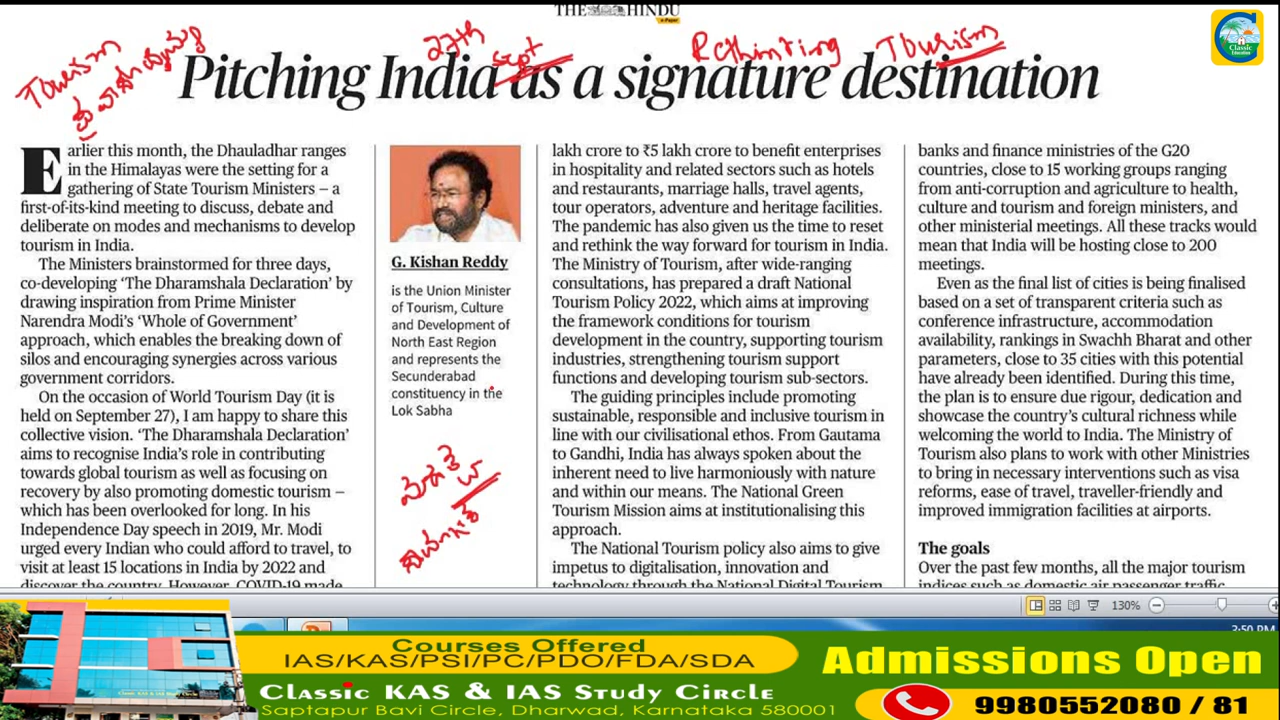 THE HINDU
e-Paper
Tourism
27th
Sept
Rethinking Tourism
Classic
Education
Pitching India as a signature destination
Earlier this month, the Dhauladhar ranges
in the Himalayas were the setting for a
gathering of State Tourism Ministers — a
first-of-its-kind meeting to discuss, debate and
deliberate on modes and mechanisms to develop
tourism in India.
The Ministers brainstormed for three days,
co-developing ‘The Dharamshala Declaration’ by
drawing inspiration from Prime Minister
Narendra Modi’s ‘Whole of Government’
approach, which enables the breaking down of
silos and encouraging synergies across various
government corridors.
On the occasion of World Tourism Day (it is
held on September 27), I am happy to share this
collective vision. ‘The Dharamshala Declaration’
aims to recognise India’s role in contributing
towards global tourism as well as focusing on
recovery by also promoting domestic tourism —
which has been overlooked for long. In his
Independence Day speech in 2019, Mr. Modi
urged every Indian who could afford to travel, to
visit at least 15 locations in India by 2022 and
discover the country. However, COVID-19 made
G. Kishan Reddy
is the Union Minister
of Tourism, Culture
and Development of
North East Region
and represents the
Secunderabad
constituency in the
Lok Sabha
lakh crore to ₹5 lakh crore to benefit enterprises
in hospitality and related sectors such as hotels
and restaurants, marriage halls, travel agents,
tour operators, adventure and heritage facilities.
The pandemic has also given us the time to reset
and rethink the way forward for tourism in India.
The Ministry of Tourism, after wide-ranging
consultations, has prepared a draft National
Tourism Policy 2022, which aims at improving
the framework conditions for tourism
development in the country, supporting tourism
industries, strengthening tourism support
functions and developing tourism sub-sectors.
The guiding principles include promoting
sustainable, responsible and inclusive tourism in
line with our civilisational ethos. From Gautama
to Gandhi, India has always spoken about the
inherent need to live harmoniously with nature
and within our means. The National Green
Tourism Mission aims at institutionalising this
approach.
The National Tourism policy also aims to give
impetus to digitalisation, innovation and
technology through the National Digital Tourism
banks and finance ministries of the G20
countries, close to 15 working groups ranging
from anti-corruption and agriculture to health,
culture and tourism and foreign ministers, and
other ministerial meetings. All these tracks would
mean that India will be hosting close to 200
meetings.
Even as the final list of cities is being finalised
based on a set of transparent criteria such as
conference infrastructure, accommodation
availability, rankings in Swachh Bharat and other
parameters, close to 35 cities with this potential
have already been identified. During this time,
the plan is to ensure due rigour, dedication and
showcase the country’s cultural richness while
welcoming the world to India. The Ministry of
Tourism also plans to work with other Ministries
to bring in necessary interventions such as visa
reforms, ease of travel, traveller-friendly and
improved immigration facilities at airports.
The goals
Over the past few months, all the major tourism
indices such as domestic air passenger traffic,
130%
3:50 PM
Courses Offered
IAS/KAS/PSI/PC/PDO/FDA/SDA
Classic KAS & IAS Study Circle
Saptapur Bavi Circle, Dharwad, Karnataka 580001
Admissions Open
9980552080 / 81